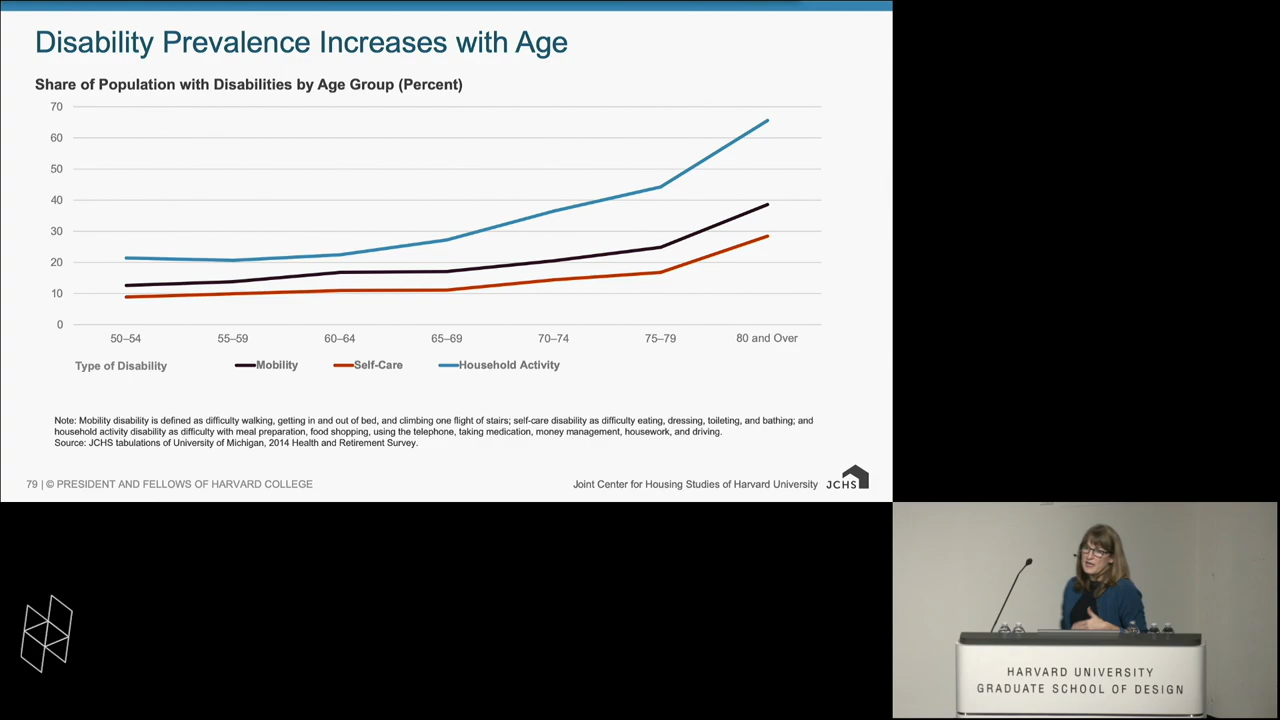 Disability Prevalence Increases with Age
Share of Population with Disabilities by Age Group (Percent)
70
60
50
40
30
20
10
0
50–54 55–59 60–64 65–69 70–74 75–79 80 and Over
Type of Disability Mobility Self-Care Household Activity
Note: Mobility disability is defined as difficulty walking, getting in and out of bed, and climbing one flight of stairs; self-care disability as difficulty eating, dressing, toileting, and bathing; and
household activity disability as difficulty with meal preparation, food shopping, using the telephone, taking medication, money management, housework, and driving.
Source: JCHS tabulations of University of Michigan, 2014 Health and Retirement Survey.
79 | © PRESIDENT AND FELLOWS OF HARVARD COLLEGE
Joint Center for Housing Studies of Harvard University JCHS
HARVARD UNIVERSITY
GRADUATE SCHOOL OF DESIGN